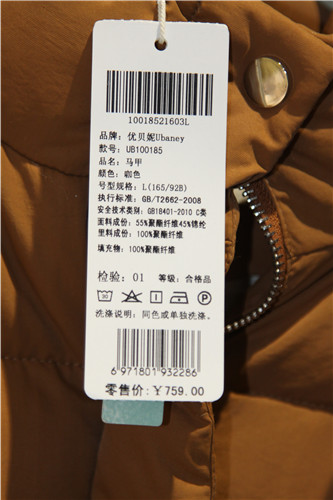 10018521603L
品牌:优贝妮Ubaney
款号:UB100185
品名:马甲
颜色:咖色
号型规格:L(165/92B)
执行标准:GB/T2662-2008
安全技术类别:GB18401-2010 C类
面料成份:55%聚酯纤维45%锦纶
里料成份:100%聚酯纤维
填充物:100%聚酯纤维
检验:01 等级:合格品
洗涤说明:同色或单独洗涤。
6971801932286
零售价:¥759.00